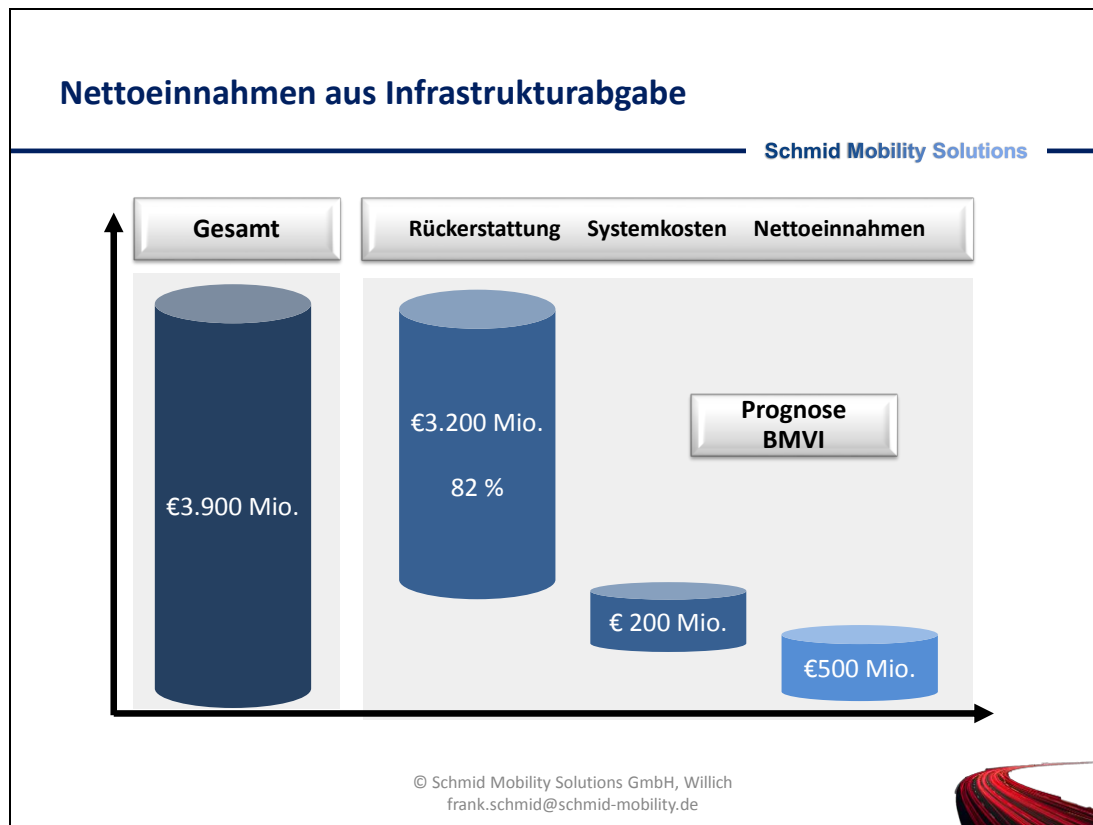 Nettoeinnahmen aus Infrastrukturabgabe
Schmid Mobility Solutions
Gesamt
Rückerstattung Systemkosten Nettoeinnahmen
€3.900 Mio.
€3.200 Mio.
82 %
Prognose
BMVI
€ 200 Mio.
€500 Mio.
© Schmid Mobility Solutions GmbH, Willich
frank.schmid@schmid-mobility.de